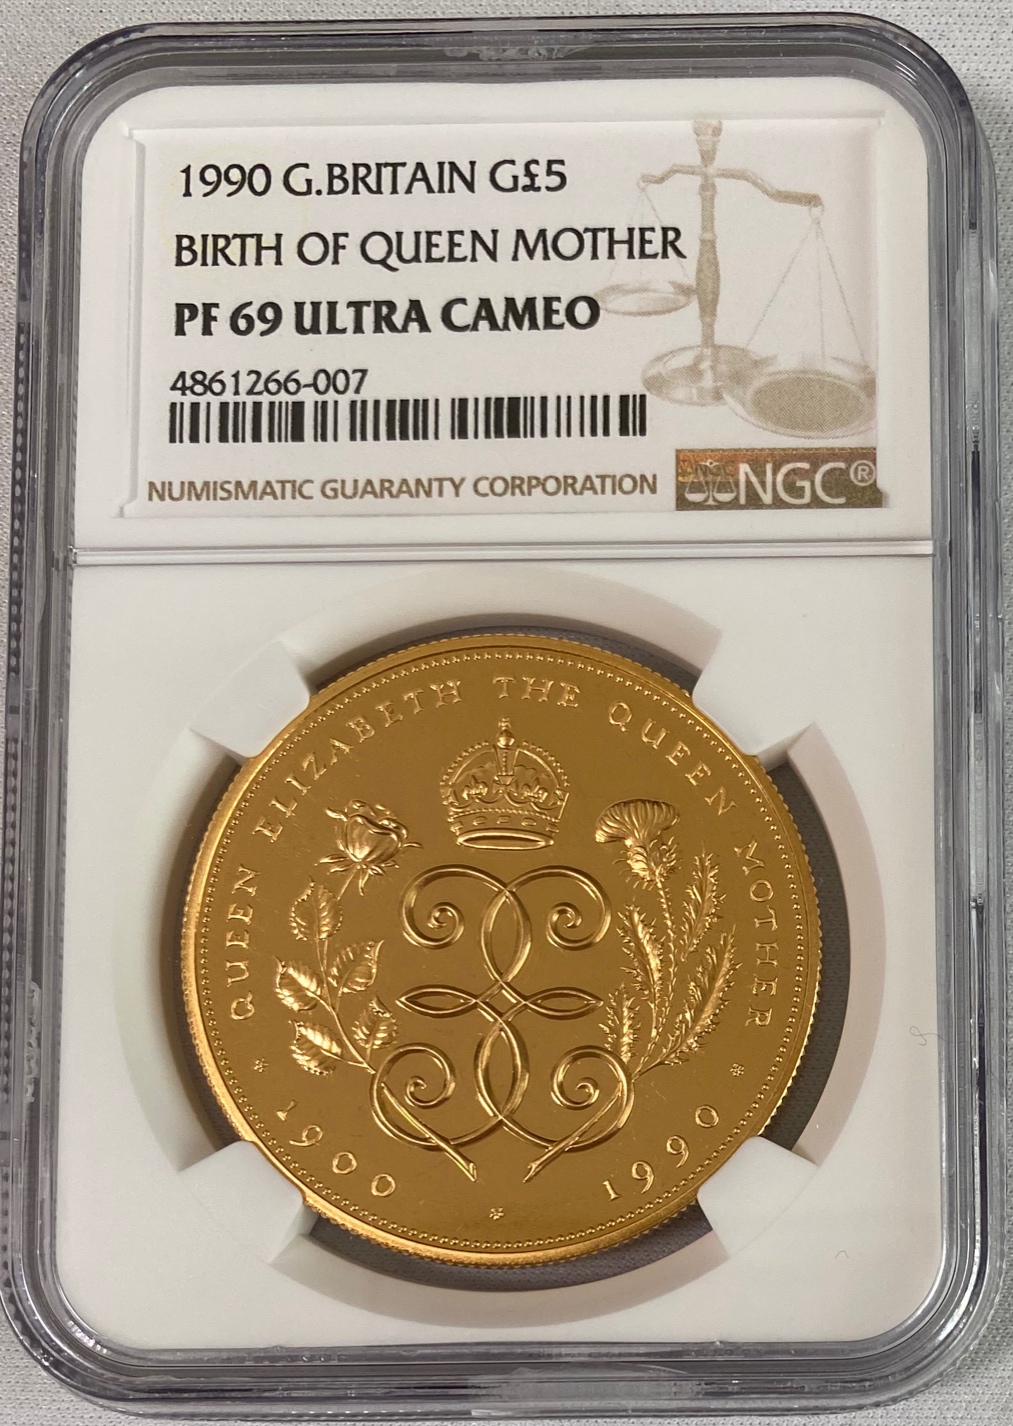 1990 G.BRITAIN G£5
BIRTH OF QUEEN MOTHER
PF 69 ULTRA CAMEO
4861266-007
NUMISMATIC GUARANTY CORPORATION
NGC®
QUEEN ELIZABETH THE QUEEN MOTHER
1900
1990